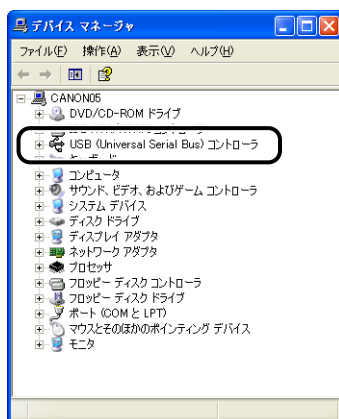 デバイス マネージャ
ファイル(F) 操作(A) 表示(V) ヘルプ(H)
CANON05
DVD/CD-ROM ドライブ
USB (Universal Serial Bus) コントローラ
コンピュータ
サウンド、ビデオ、およびゲーム コントローラ
システム デバイス
ディスク ドライブ
ディスプレイ アダプタ
ネットワーク アダプタ
プロセッサ
フロッピー ディスク コントローラ
フロッピー ディスク ドライブ
ポート (COM と LPT)
マウスとそのほかのポインティング デバイス
モニタ